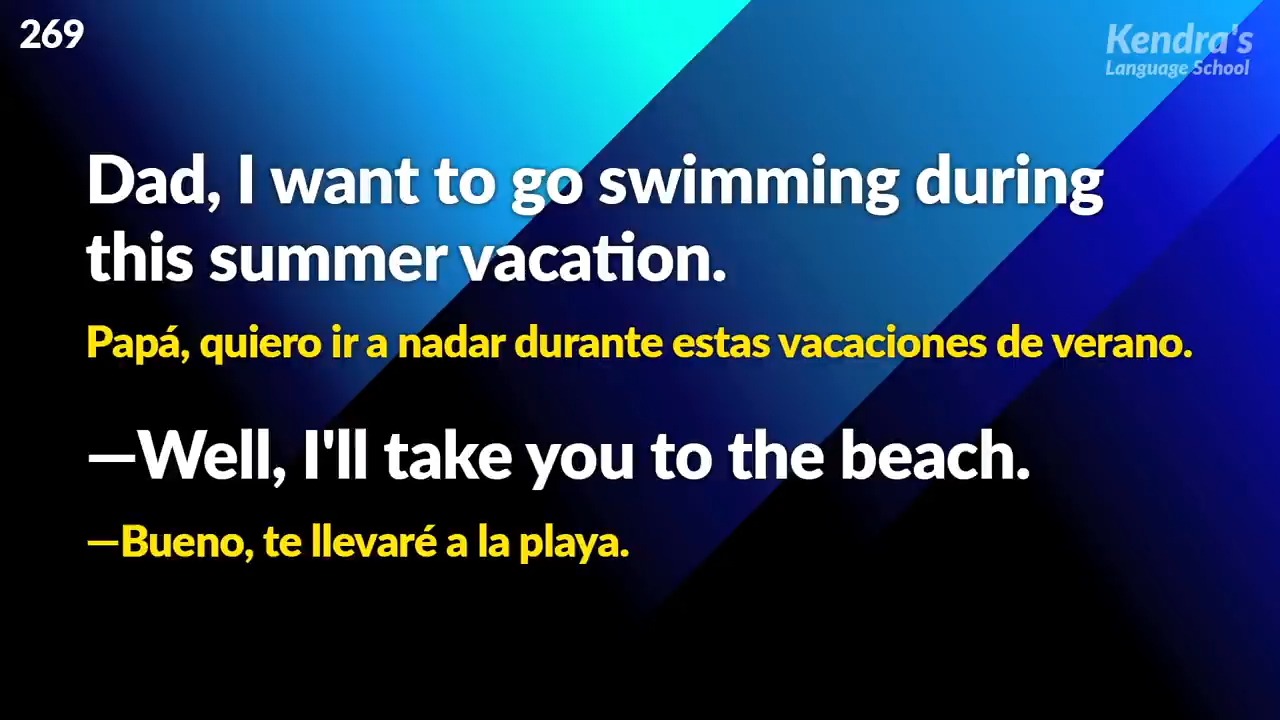 269
Kendra's
Language School
Dad, I want to go swimming during
this summer vacation.
Papá, quiero ir a nadar durante estas vacaciones de verano.
—Well, I'll take you to the beach.
—Bueno, te llevaré a la playa.